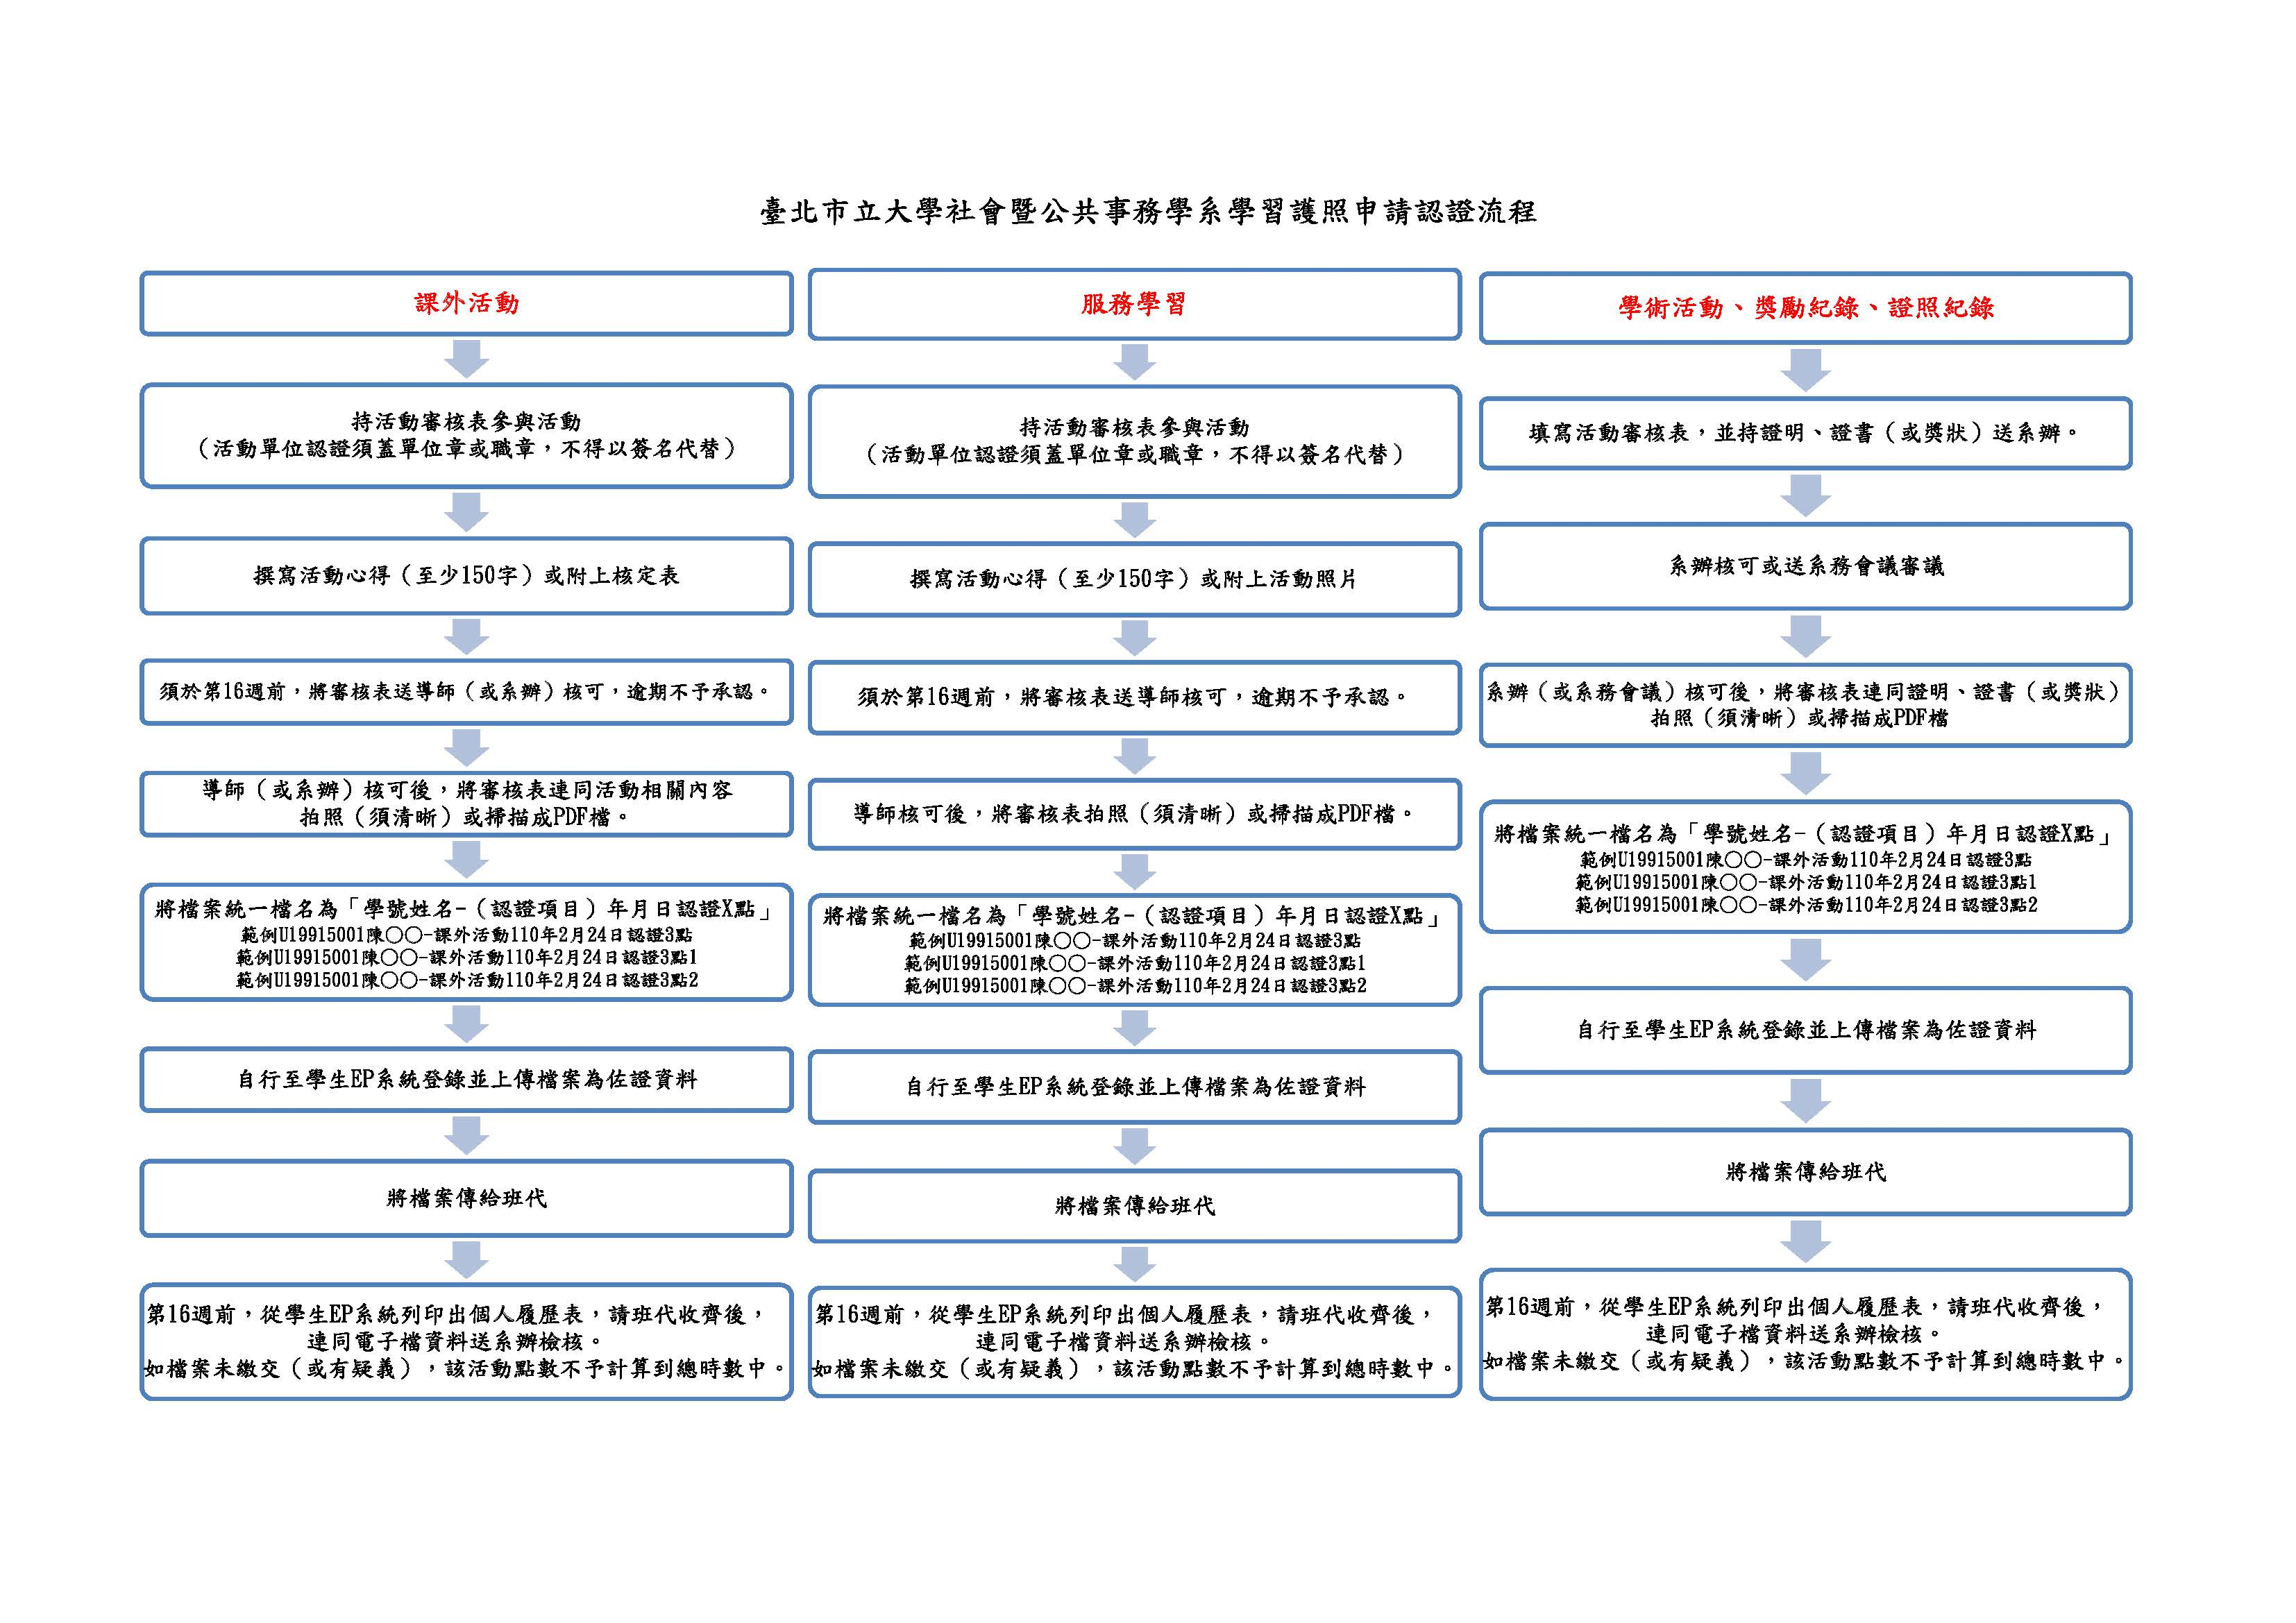 臺北市立大學社會暨公共事務學系學習護照申請認證流程
課外活動
持活動審核表參與活動
（活動單位認證須蓋單位章或職章，不得以簽名代替）
撰寫活動心得（至少150字）或附上核定表
須於第16週前，將審核表送導師（或系辦）核可，逾期不予承認。
導師（或系辦）核可後，將審核表連同活動相關內容
拍照（須清晰）或掃描成PDF檔。
將檔案統一檔名為「學號姓名-（認證項目）年月日認證X點」
範例U19915001陳〇〇-課外活動110年2月24日認證3點
範例U19915001陳〇〇-課外活動110年2月24日認證3點1
範例U19915001陳〇〇-課外活動110年2月24日認證3點2
自行至學生EP系統登錄並上傳檔案為佐證資料
將檔案傳給班代
第16週前，從學生EP系統列印出個人履歷表，請班代收齊後，
連同電子檔資料送系辦檢核。
如檔案未繳交（或有疑義），該活動點數不予計算到總時數中。
服務學習
持活動審核表參與活動
（活動單位認證須蓋單位章或職章，不得以簽名代替）
撰寫活動心得（至少150字）或附上活動照片
須於第16週前，將審核表送導師核可，逾期不予承認。
導師核可後，將審核表拍照（須清晰）或掃描成PDF檔。
將檔案統一檔名為「學號姓名-（認證項目）年月日認證X點」
範例U19915001陳〇〇-課外活動110年2月24日認證3點
範例U19915001陳〇〇-課外活動110年2月24日認證3點1
範例U19915001陳〇〇-課外活動110年2月24日認證3點2
自行至學生EP系統登錄並上傳檔案為佐證資料
將檔案傳給班代
第16週前，從學生EP系統列印出個人履歷表，請班代收齊後，
連同電子檔資料送系辦檢核。
如檔案未繳交（或有疑義），該活動點數不予計算到總時數中。
學術活動、獎勵紀錄、證照紀錄
填寫活動審核表，並持證明、證書（或獎狀）送系辦。
系辦核可或送系務會議審議
系辦（或系務會議）核可後，將審核表連同證明、證書（或獎狀）
拍照（須清晰）或掃描成PDF檔
將檔案統一檔名為「學號姓名-（認證項目）年月日認證X點」
範例U19915001陳〇〇-課外活動110年2月24日認證3點
範例U19915001陳〇〇-課外活動110年2月24日認證3點1
範例U19915001陳〇〇-課外活動110年2月24日認證3點2
自行至學生EP系統登錄並上傳檔案為佐證資料
將檔案傳給班代
第16週前，從學生EP系統列印出個人履歷表，請班代收齊後，
連同電子檔資料送系辦檢核。
如檔案未繳交（或有疑義），該活動點數不予計算到總時數中。